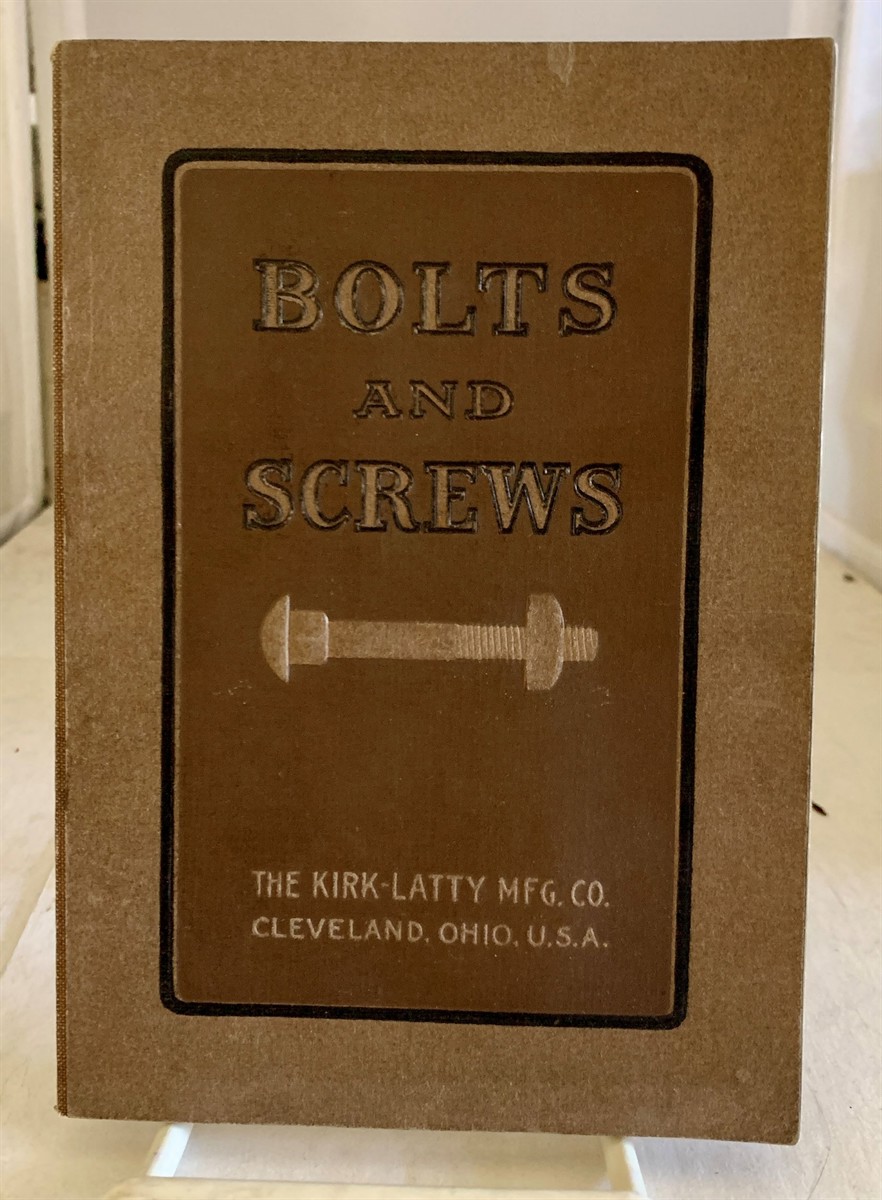 BOLTS
AND
SCREWS
THE KIRK-LATTY MFG. CO.
CLEVELAND, OHIO, U.S.A.